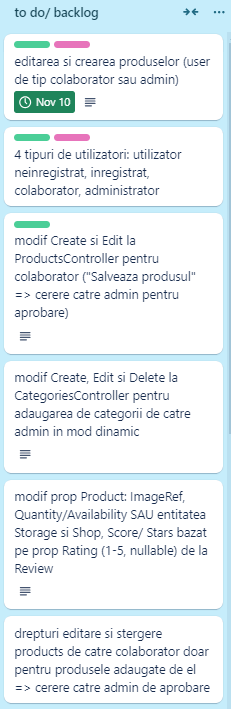 to do/ backlog
editarea si crearea produselor (user
de tip colaborator sau admin)
Nov 10
4 tipuri de utilizatori: utilizator
neinregistrat, inregistrat,
colaborator, administrator
modif Create si Edit la
ProductsController pentru
colaborator ("Salveaza produsul"
=> cerere catre admin pentru
aprobare)
modif Create, Edit si Delete la
CategoriesController pentru
adaugarea de categorii de catre
admin in mod dinamic
modif prop Product: ImageRef,
Quantity/Availability SAU entitatea
Storage si Shop, Score/ Stars bazat
pe prop Rating (1-5, nullable) de la
Review
drepturi editare si stergere
products de catre colaborator doar
pentru produsele adaugate de el
=> cerere catre admin de aprobare